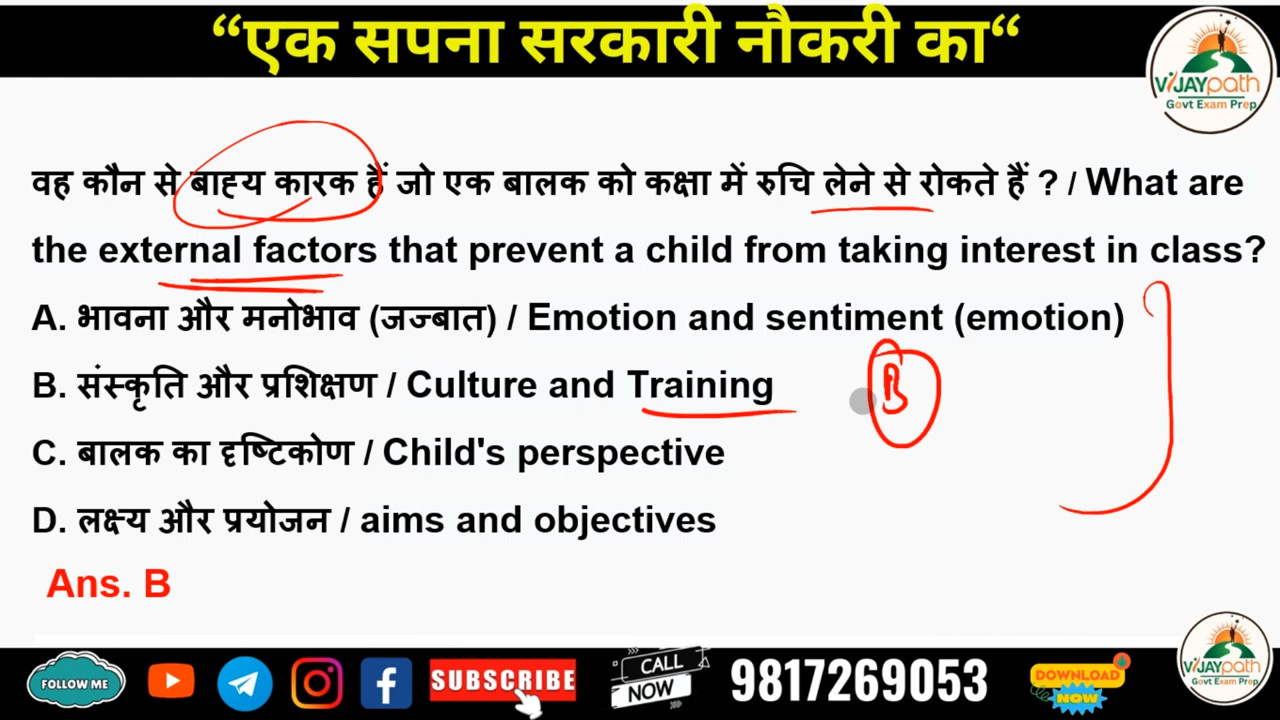 “एक सपना सरकारी नौकरी का“
VIJAYpath
Govt Exam Prep
वह कौन से बाह्य कारक हैं जो एक बालक को कक्षा में रुचि लेने से रोकते हैं ? / What are
the external factors that prevent a child from taking interest in class?
A. भावना और मनोभाव (जज्बात) / Emotion and sentiment (emotion)
B. संस्कृति और प्रशिक्षण / Culture and Training
B
C. बालक का दृष्टिकोण / Child's perspective
D. लक्ष्य और प्रयोजन / aims and objectives
Ans. B
FOLLOW ME
SUBSCRIBE
CALL
NOW
9817269053
DOWNLOAD
NOW
VIJAYpath
Govt Exam Prep